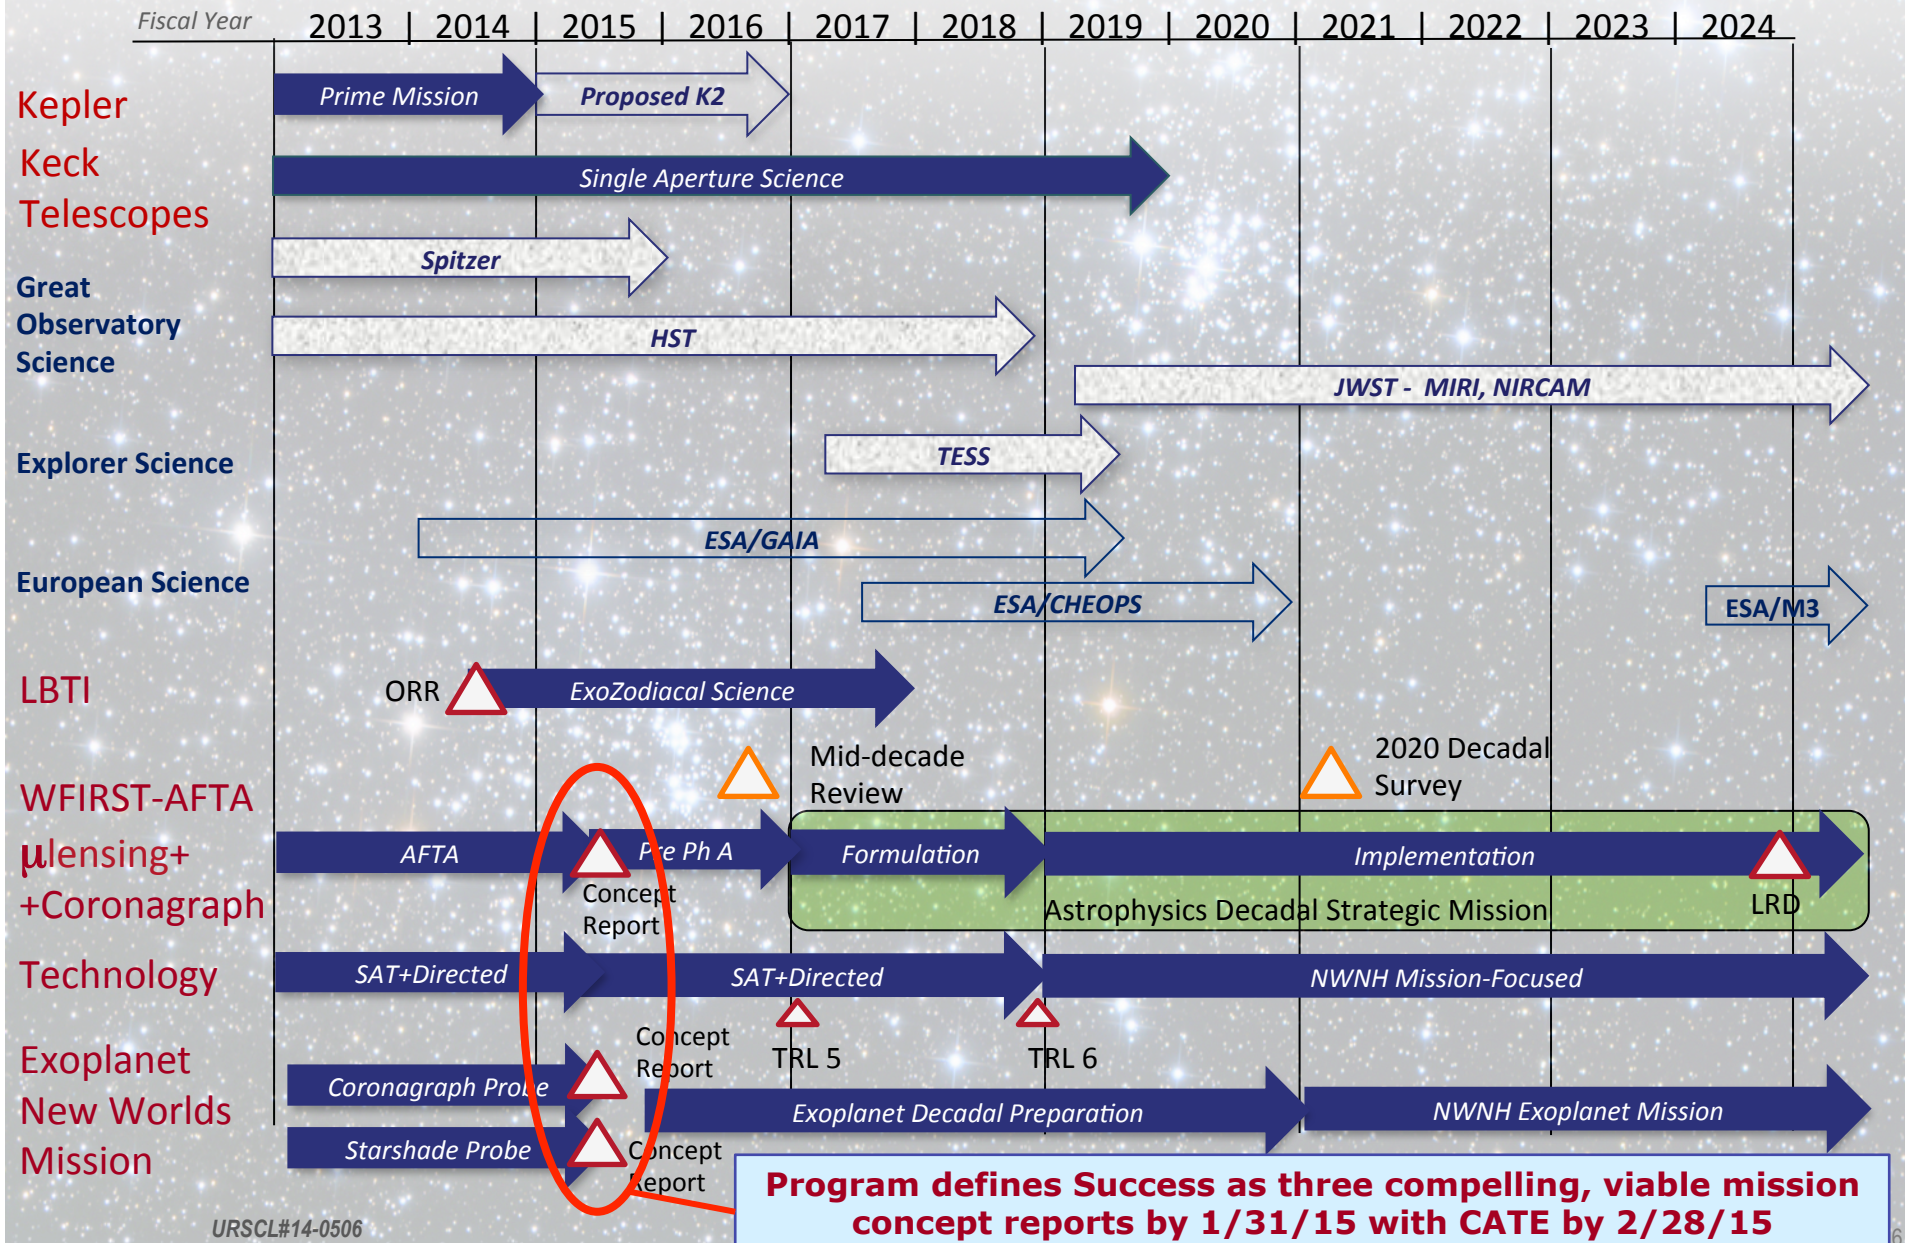 Fiscal Year 2013 2014 2015 2016 2017 2018 2019 2020 2021 2022 2023 2024
Kepler
Prime Mission
Proposed K2
Keck
Telescopes
Single Aperture Science
Great
Observatory
Science
Spitzer
HST
JWST - MIRI, NIRCAM
Explorer Science
TESS
European Science
ESA/GAIA
ESA/CHEOPS
ESA/M3
LBTI
ORR
ExoZodiacal Science
Mid-decade
Review
2020 Decadal
Survey
WFIRST-AFTA
µlensing+
+Coronagraph
AFTA
Pre Ph A
Formulation
Implementation
Concept
Report
Astrophysics Decadal Strategic Mission
LRD
Technology
SAT+Directed
SAT+Directed
NWNH Mission-Focused
TRL 5
TRL 6
Exoplanet
New Worlds
Mission
Coronagraph Probe
Concept
Report
Exoplanet Decadal Preparation
NWNH Exoplanet Mission
Starshade Probe
Concept
Report
Program defines Success as three compelling, viable mission
concept reports by 1/31/15 with CATE by 2/28/15
URSCL#14-0506
6